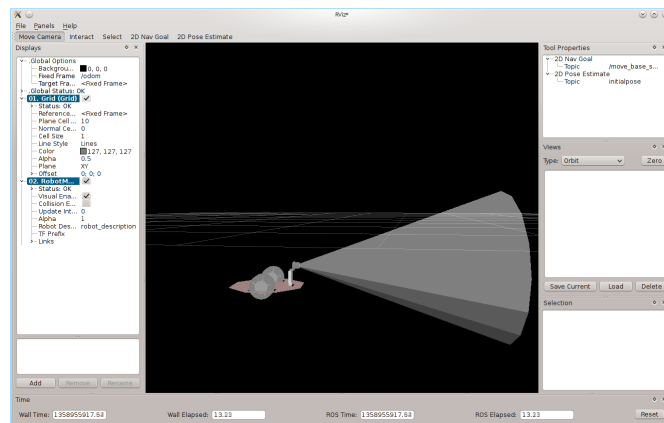 RViz*
File Panels Help
Move Camera Interact Select 2D Nav Goal 2D Pose Estimate
Displays
.Global Options
Backgrou... 0, 0, 0
Fixed Frame /odom
Target Fra... <Fixed Frame>
.Global Status: OK
01. Grid (Grid)
Status: OK
Reference... <Fixed Frame>
Plane Cell ... 10
Normal Ce... 0
Cell Size 1
Line Style Lines
Color 127, 127, 127
Alpha 0.5
Plane XY
Offset 0; 0; 0
02. RobotM...
Status: OK
Visual Ena...
Collision E...
Update Int... 0
Alpha 1
Robot Des... robot_description
TF Prefix
Links
Add Remove Rename
Tool Properties
2D Nav Goal
Topic /move_base_s...
2D Pose Estimate
Topic initialpose
Views
Type: Orbit Zero
Save Current Load Delete
Selection
Time
Wall Time: 1358955917.64 Wall Elapsed: 13.23 ROS Time: 1358955917.64 ROS Elapsed: 13.23 Reset